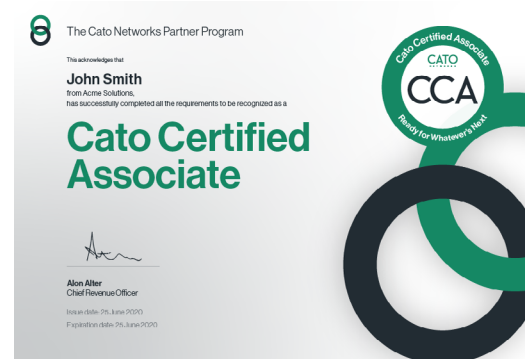 The Cato Networks Partner Program
This acknowledges that
John Smith
from Acme Solutions,
has successfully completed all the requirements to be recognized as a
Cato Certified
Associate
Alon Alter
Chief Revenue Officer
Issue date: 25 June 2020
Expiration date: 25 June 2020
Cato Certified Associate
CATO
NETWORKS
CCA
Ready for Whatever's Next